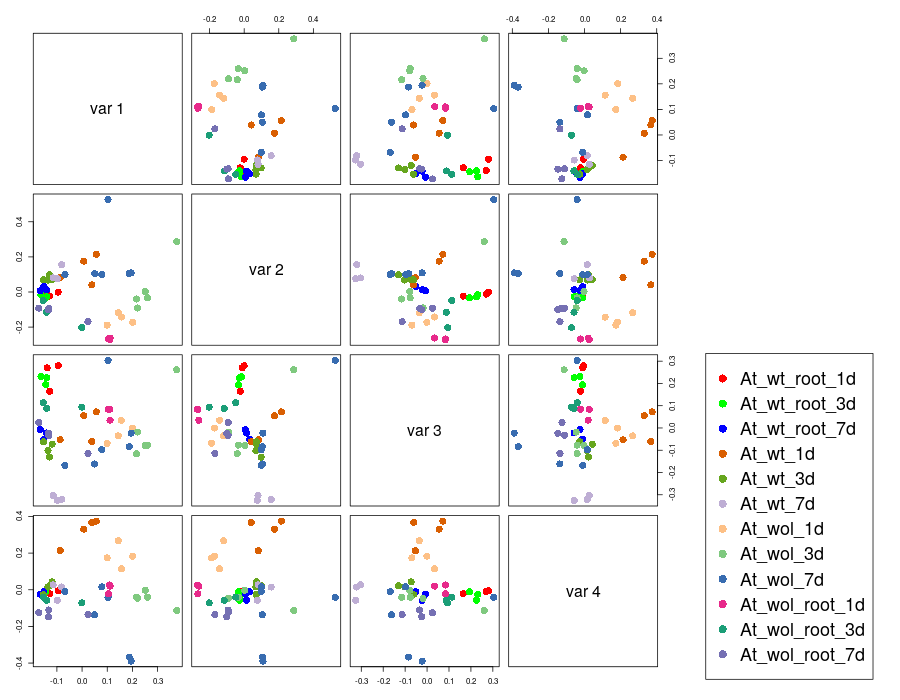 -0.2 0.0 0.2 0.4
-0.4 -0.2 0.0 0.2 0.4
var 1
-0.1 0.0 0.1 0.2 0.3
-0.2 0.0 0.2 0.4
var 2
var 3
-0.3 -0.2 -0.1 0.0 0.1 0.2 0.3
-0.4 -0.2 0.0 0.2 0.4
var 4
-0.1 0.0 0.1 0.2 0.3
-0.3 -0.2 -0.1 0.0 0.1 0.2 0.3
At_wt_root_1d
At_wt_root_3d
At_wt_root_7d
At_wt_1d
At_wt_3d
At_wt_7d
At_wol_1d
At_wol_3d
At_wol_7d
At_wol_root_1d
At_wol_root_3d
At_wol_root_7d